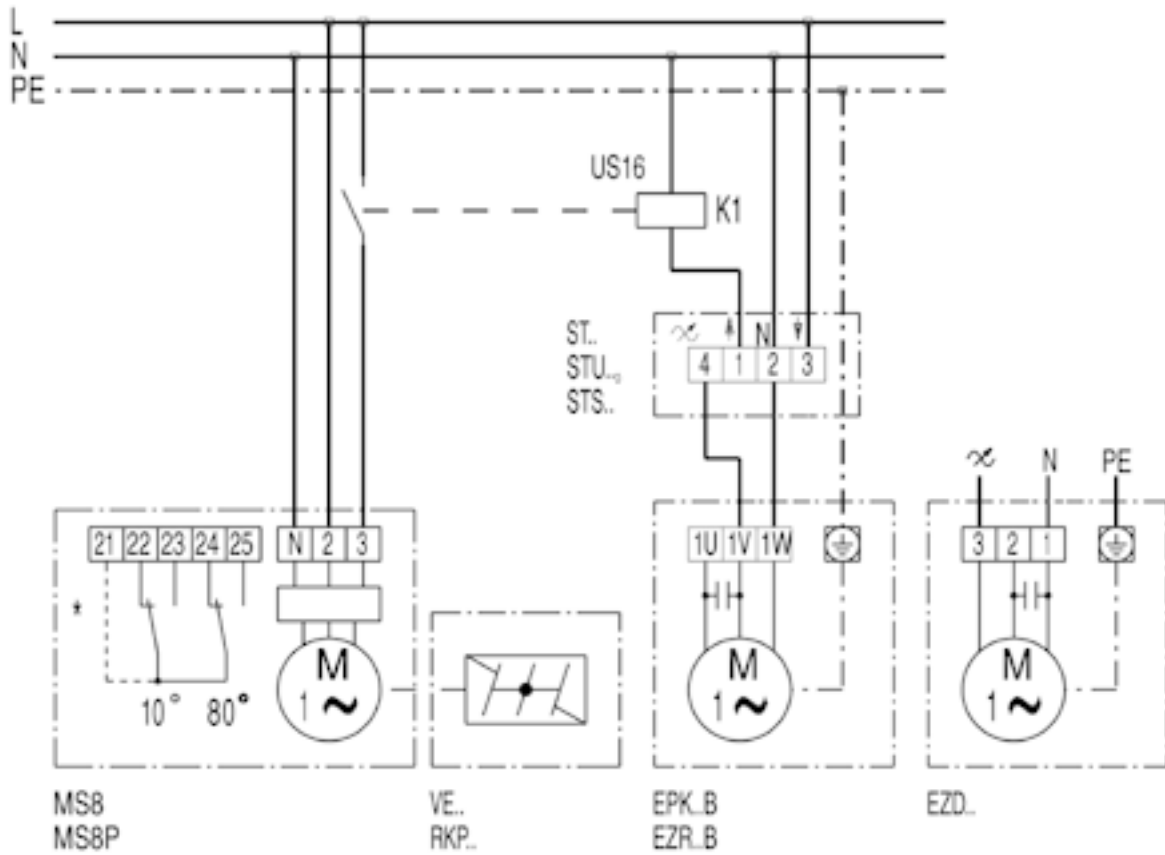 L
N
PE
US16
K1
ST..
STU..
STS..
N
4 1 2 3
N PE
21 22 23 24 25
N 2 3
1U 1V 1W
3 2 1
*
10° 80°
M
1 ~
M
1 ~
M
1 ~
MS8
MS8P
VE..
RKP..
EPK..B
EZR..B
EZD..